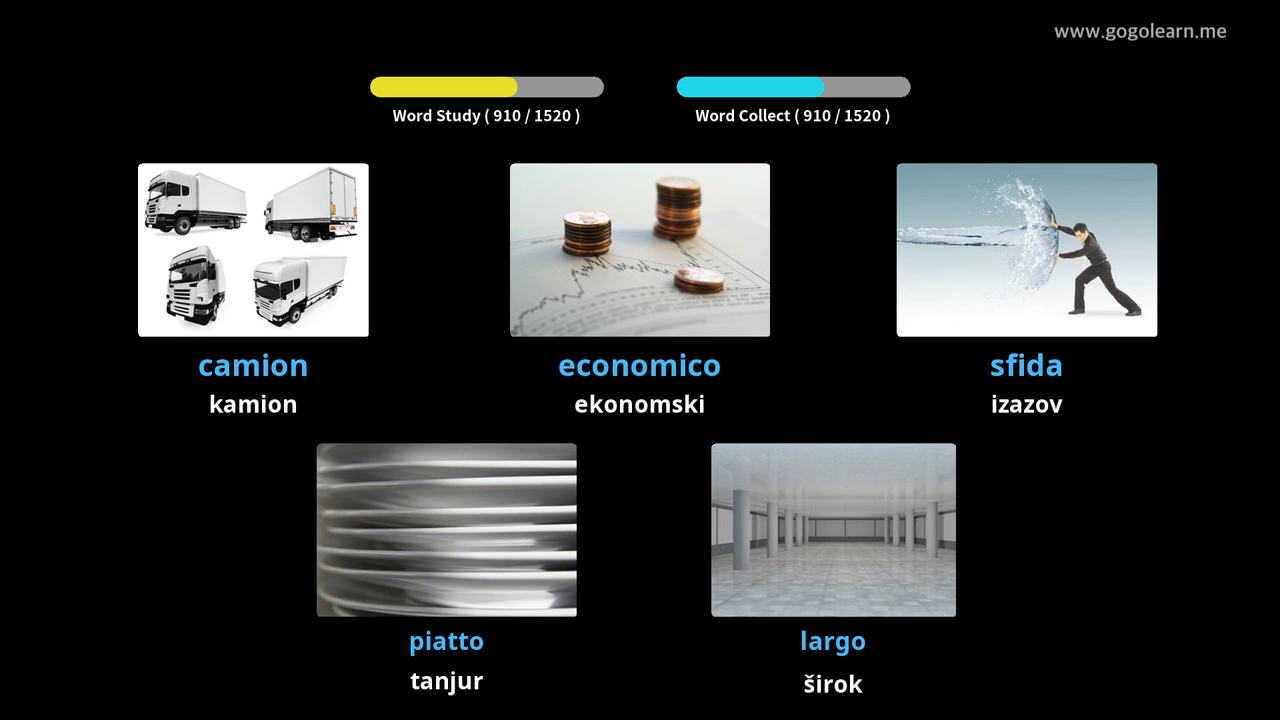 www.gogolearn.me
Word Study ( 910 / 1520 )
Word Collect ( 910 / 1520 )
camion
kamion
economico
ekonomski
sfida
izazov
piatto
tanjur
largo
širok